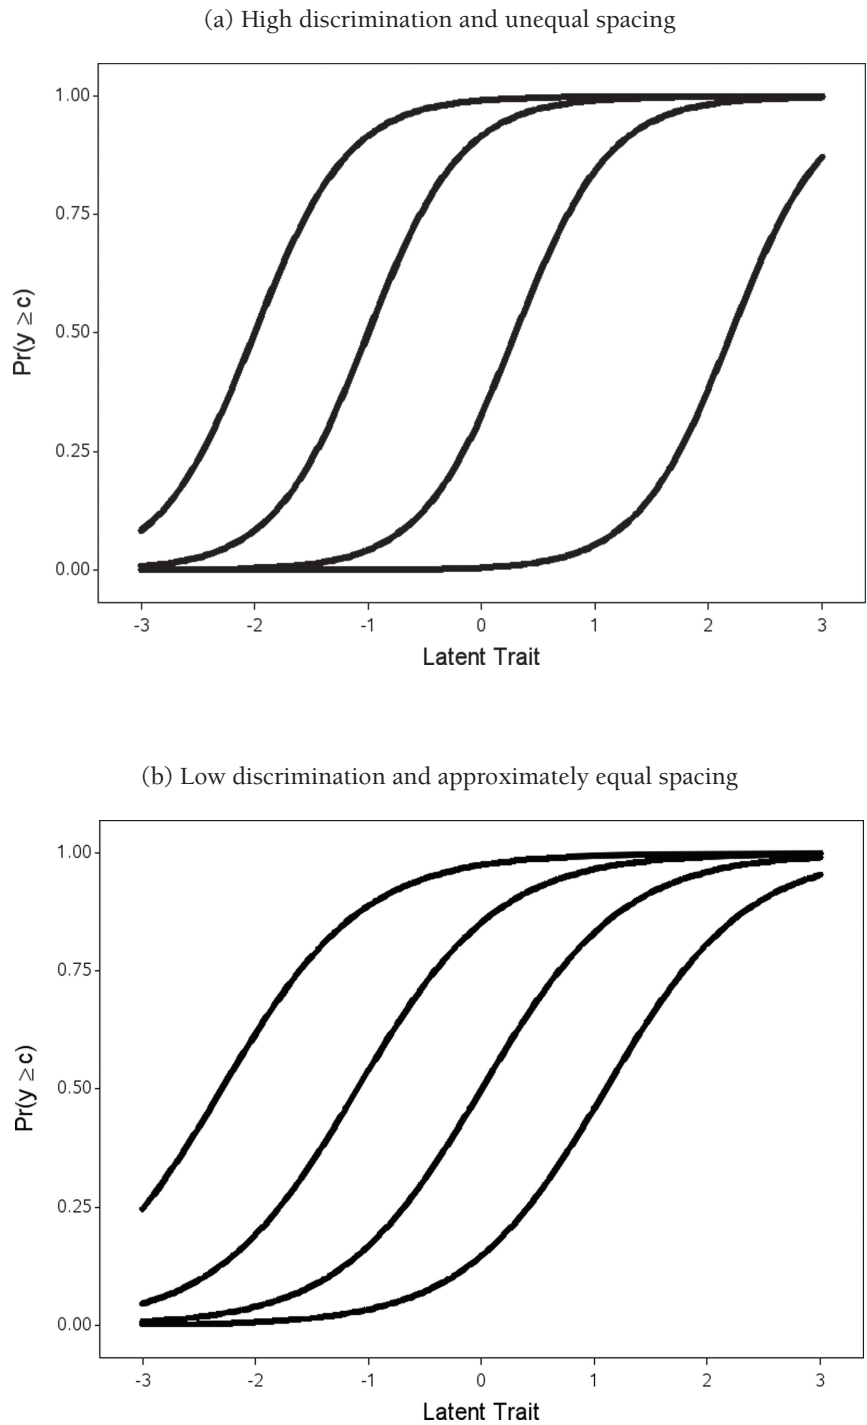 (a) High discrimination and unequal spacing
1.00
0.75
0.50
0.25
0.00
Pr(y ≥ c)
-3 -2 -1 0 1 2 3
Latent Trait
(b) Low discrimination and approximately equal spacing
1.00
0.75
0.50
0.25
0.00
Pr(y ≥ c)
-3 -2 -1 0 1 2 3
Latent Trait